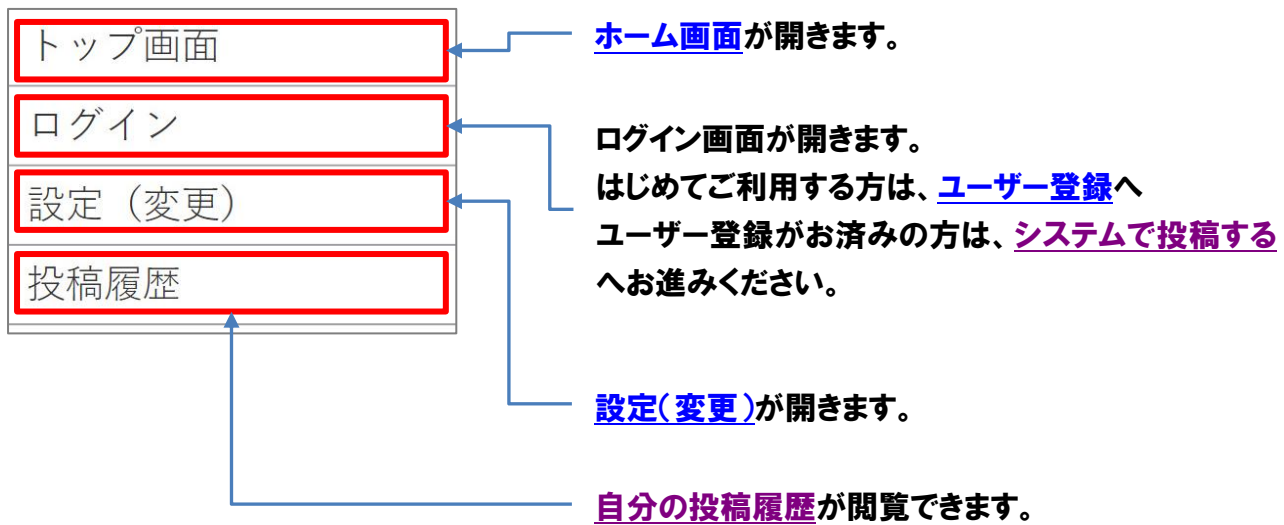 トップ画面
ログイン
設定（変更）
投稿履歴
ホーム画面が開きます。
ログイン画面が開きます。
はじめてご利用する方は、ユーザー登録へ
ユーザー登録がお済みの方は、システムで投稿する
へお進みください。
設定（変更）が開きます。
自分の投稿履歴が閲覧できます。